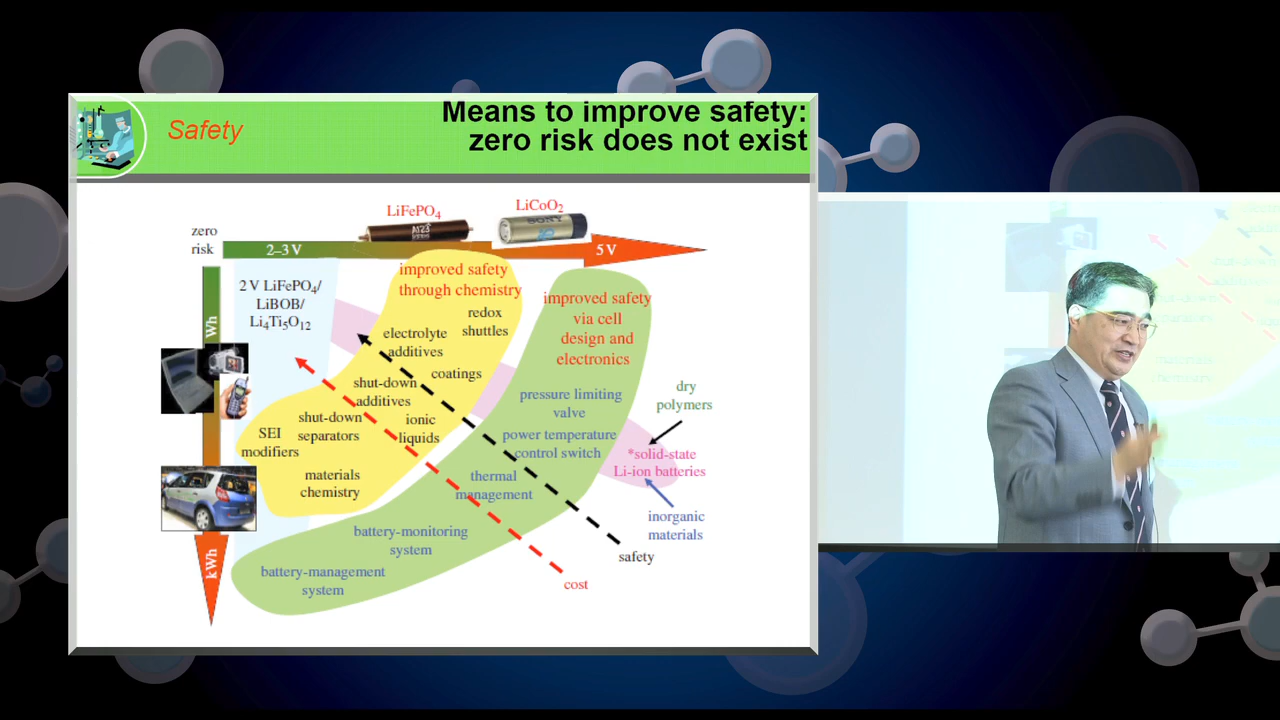 Safety
Means to improve safety:
zero risk does not exist
LiFePO₄
LiCoO₂
zero
risk
2–3 V
5 V
A123
SONY
Wh
kWh
2 V LiFePO₄/
LiBOB/
Li₄Ti₅O₁₂
improved safety
through chemistry
redox
shuttles
electrolyte
additives
coatings
shut-down
additives
shut-down
separators
ionic
liquids
SEI
modifiers
materials
chemistry
improved safety
via cell
design and
electronics
pressure limiting
valve
power temperature
control switch
thermal
management
battery-monitoring
system
battery-management
system
dry
polymers
*solid-state
Li-ion batteries
inorganic
materials
safety
cost